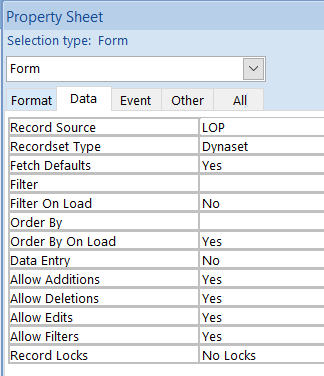 Property Sheet
Selection type: Form
Form
Format Data Event Other All
Record Source LOP
Recordset Type Dynaset
Fetch Defaults Yes
Filter
Filter On Load No
Order By
Order By On Load Yes
Data Entry No
Allow Additions Yes
Allow Deletions Yes
Allow Edits Yes
Allow Filters Yes
Record Locks No Locks